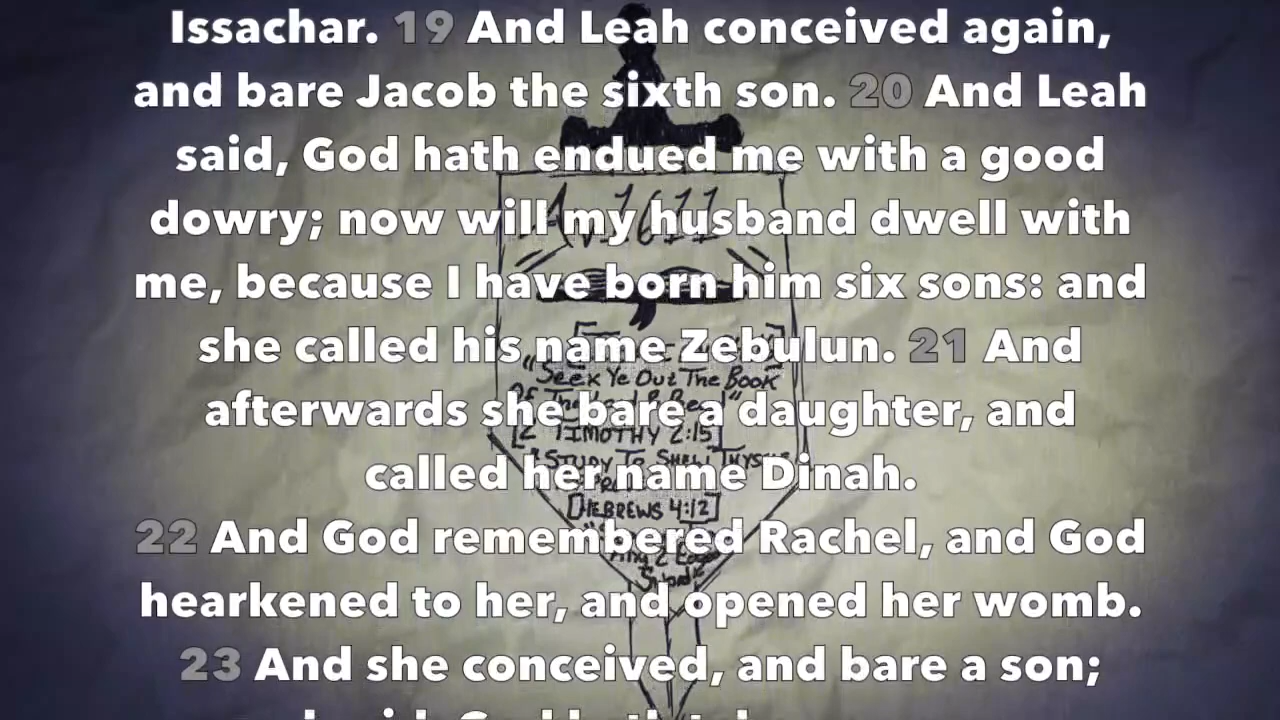 Issachar. 19 And Leah conceived again,
and bare Jacob the sixth son. 20 And Leah
said, God hath endued me with a good
dowry; now will my husband dwell with
me, because I have born him six sons: and
she called his name Zebulun. 21 And
afterwards she bare a daughter, and
called her name Dinah.
22 And God remembered Rachel, and God
hearkened to her, and opened her womb.
23 And she conceived, and bare a son;
Av.1611
"Seek Ye Out The Book
[2 TIMOTHY 2:15]
"STUDY To SHEW THYSELF
[HEBREWS 4:12]